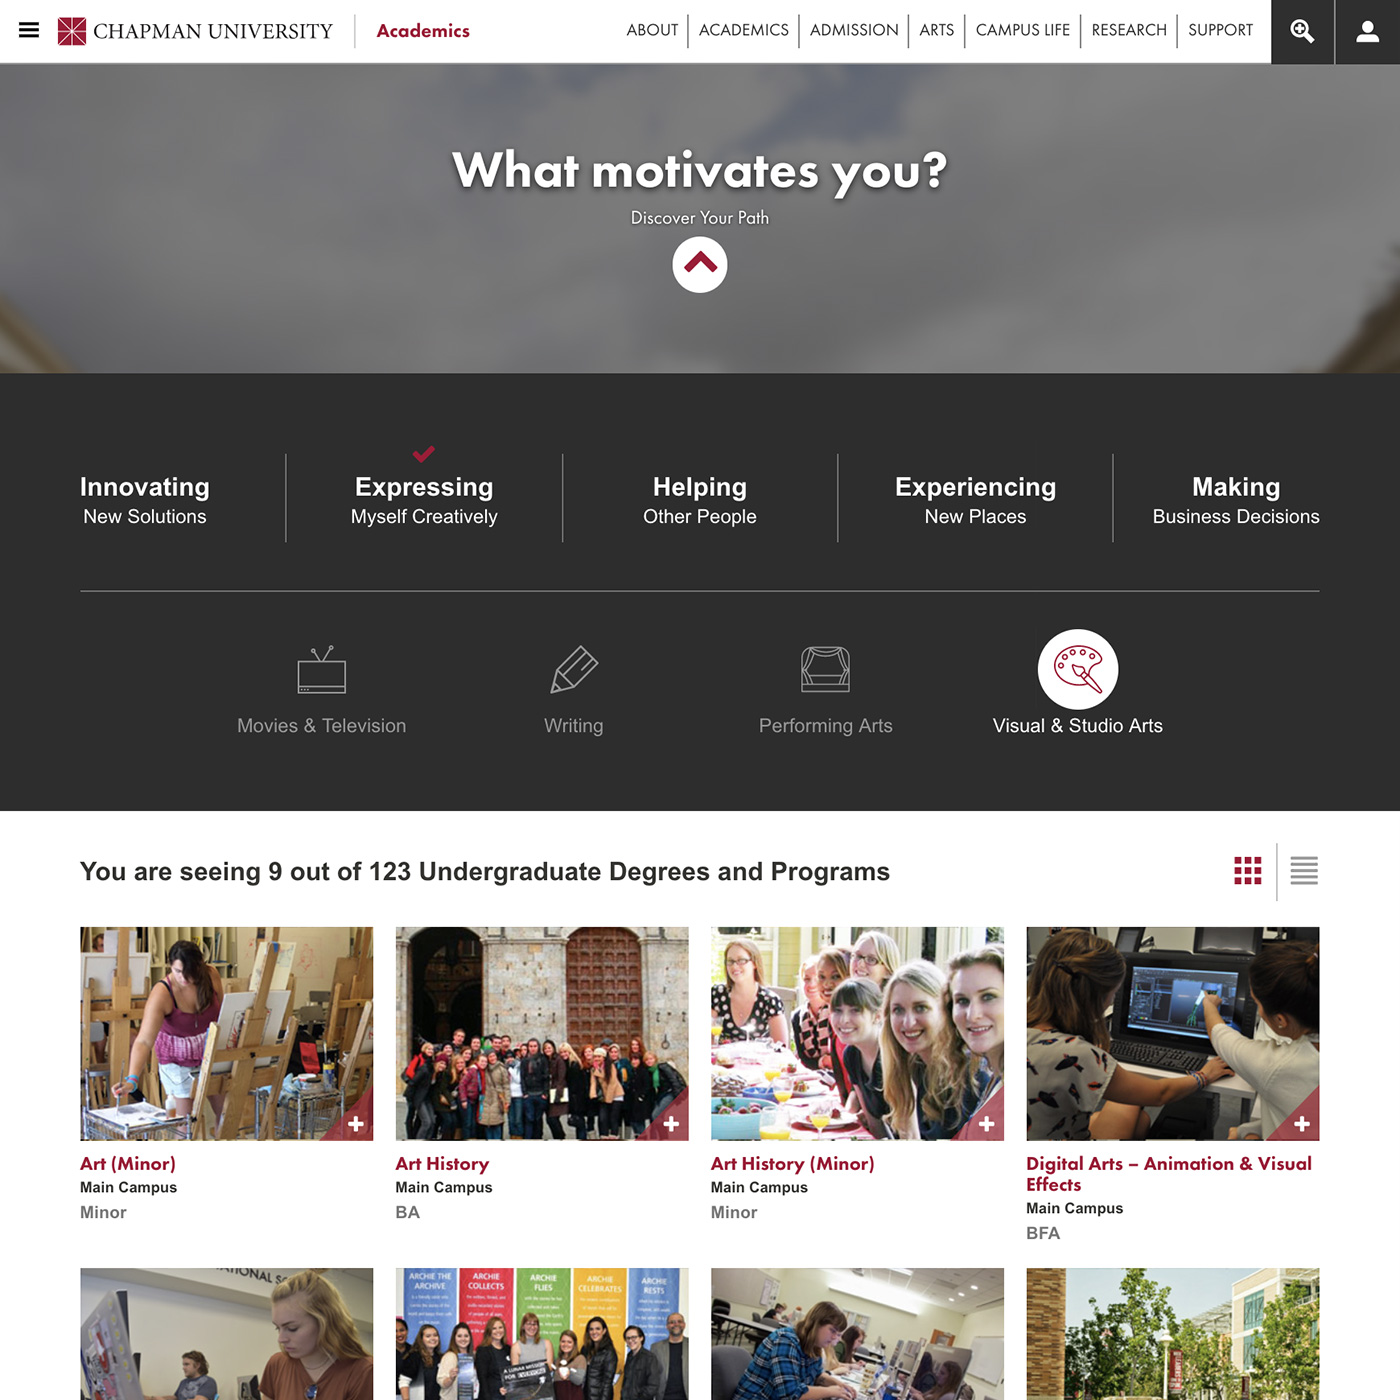 CHAPMAN UNIVERSITY
Academics
ABOUT
ACADEMICS
ADMISSION
ARTS
CAMPUS LIFE
RESEARCH
SUPPORT
What motivates you?
Discover Your Path
Innovating
New Solutions
Expressing
Myself Creatively
Helping
Other People
Experiencing
New Places
Making
Business Decisions
Movies & Television
Writing
Performing Arts
Visual & Studio Arts
You are seeing 9 out of 123 Undergraduate Degrees and Programs
Art (Minor)
Main Campus
Minor
Art History
Main Campus
BA
Art History (Minor)
Main Campus
Minor
Digital Arts – Animation & Visual
Effects
Main Campus
BFA
ARCHIE THE
ARCHIVE
ARCHIE
COLLECTS
ARCHIE
FLIES
ARCHIE
CELEBRATES
ARCHIE
RESTS